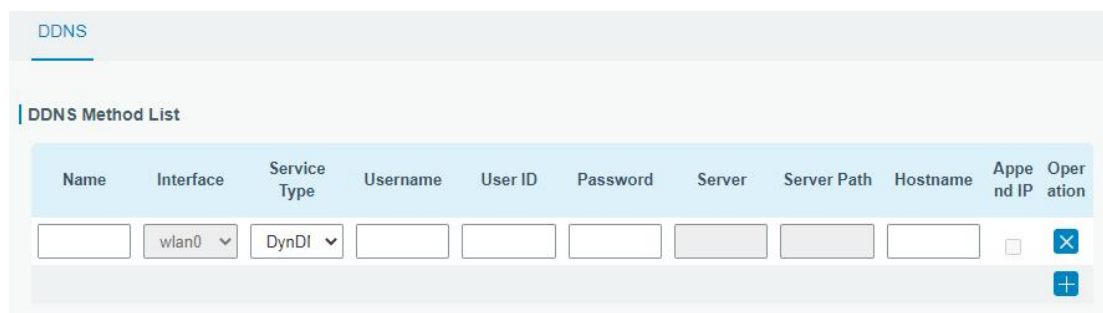 DDNS
DDNS Method List
Name Interface Service Type Username User ID Password Server Server Path Hostname Appe nd IP Oper ation
wlan0 DynDI